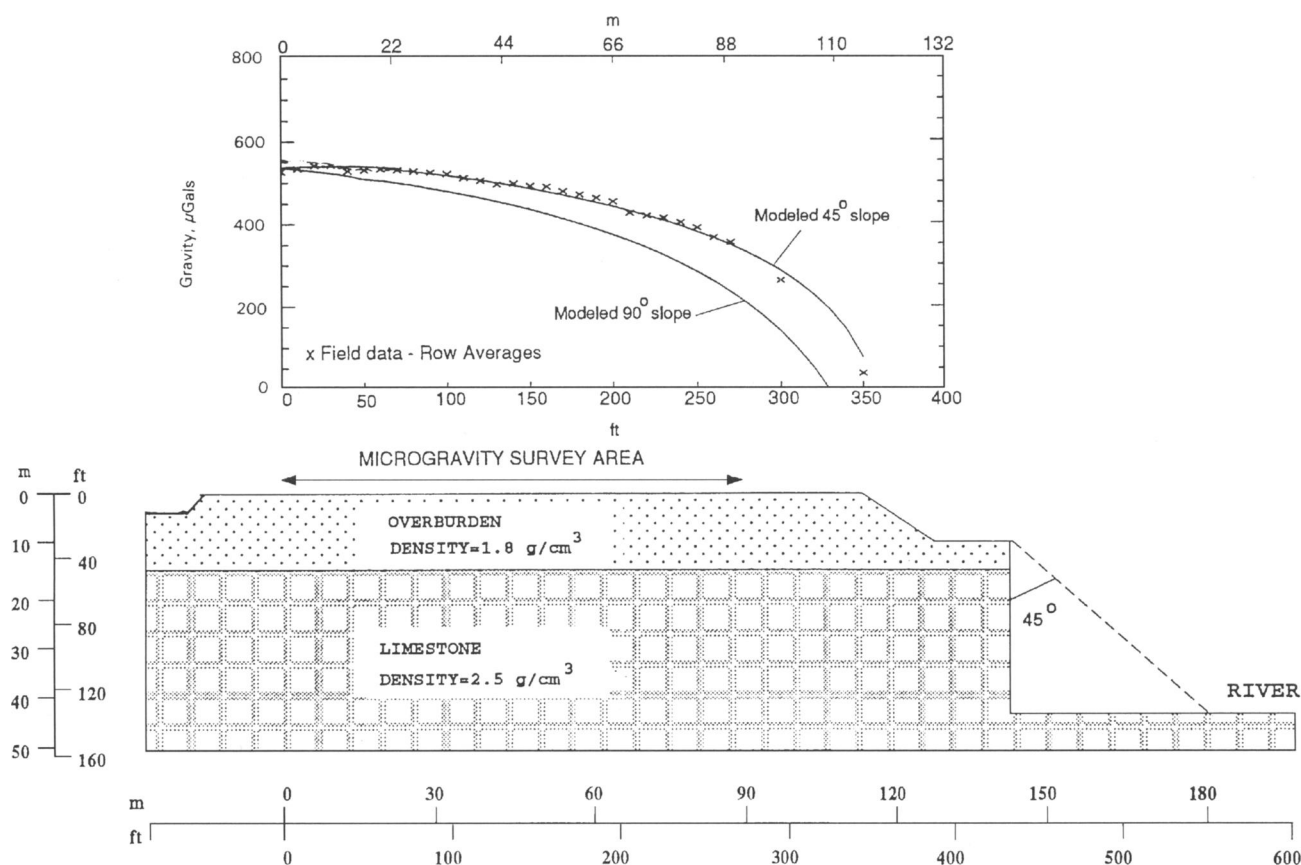 m
0 22 44 66 88 110 132
800
600
400
200
0
Gravity, µGals
Modeled 45° slope
Modeled 90° slope
x Field data - Row Averages
0 50 100 150 200 250 300 350 400
ft
MICROGRAVITY SURVEY AREA
m ft
0 0
10 40
20 80
30
40 120
50 160
OVERBURDEN
DENSITY=1.8 g/cm³
LIMESTONE
DENSITY=2.5 g/cm³
45°
RIVER
m 0 30 60 90 120 150 180
ft 0 100 200 300 400 500 600